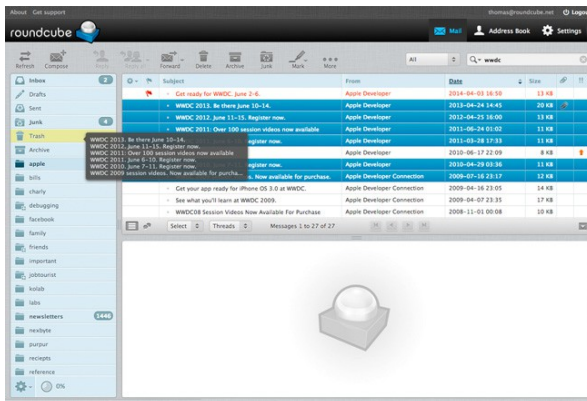 About Get support
thomas@roundcube.net Logou
roundcube
Mail Address Book Settings
Refresh Compose Forward Delete Archive Junk Mark More
All wwdc
Inbox 2
Drafts
Sent
Junk 4
Trash
Archive
apple
bills
charly
debugging
facebook
family
friends
important
jobtourist
kolab
labs
newsletters 1446
nexbyte
purpur
reciepts
reference
0%
Subject From Date Size
Get ready for WWDC. June 2-6. Apple Developer 2014-04-03 16:50 13 KB
WWDC 2013. Be there June 10-14. Apple Developer 2013-04-24 14:45 20 KB
WWDC 2012. June 11-15. Register now. Apple Developer 2012-04-25 16:00 13 KB
WWDC 2011: Over 100 session videos now available Apple Developer 2011-06-24 01:02 11 KB
egister now. Apple Developer 2011-03-28 17:33 11 KB
Apple Developer 2010-06-17 22:09 8 KB
gister now. Apple Developer 2010-04-29 03:36 11 KB
s. Now available for purchase. Apple Developer Connection 2009-07-16 23:17 12 KB
Get your app ready for iPhone OS 3.0 at WWDC. Apple Developer Connection 2009-04-16 23:05 14 KB
See what you'll learn at WWDC 2009. Apple Developer Connection 2009-04-07 23:35 17 KB
WWDC08 Session Videos Now Available For Purchase Apple Developer Connection 2008-11-01 00:08 10 KB
WWDC 2013. Be there June 10-14.
WWDC 2012. June 11-15. Register now.
WWDC 2011: Over 100 session videos now available
WWDC 2011. June 6-10. Register now.
WWDC 2010. June 7-11. Register now.
WWDC 2009 session videos. Now available for purcha...
Select Threads Messages 1 to 27 of 27